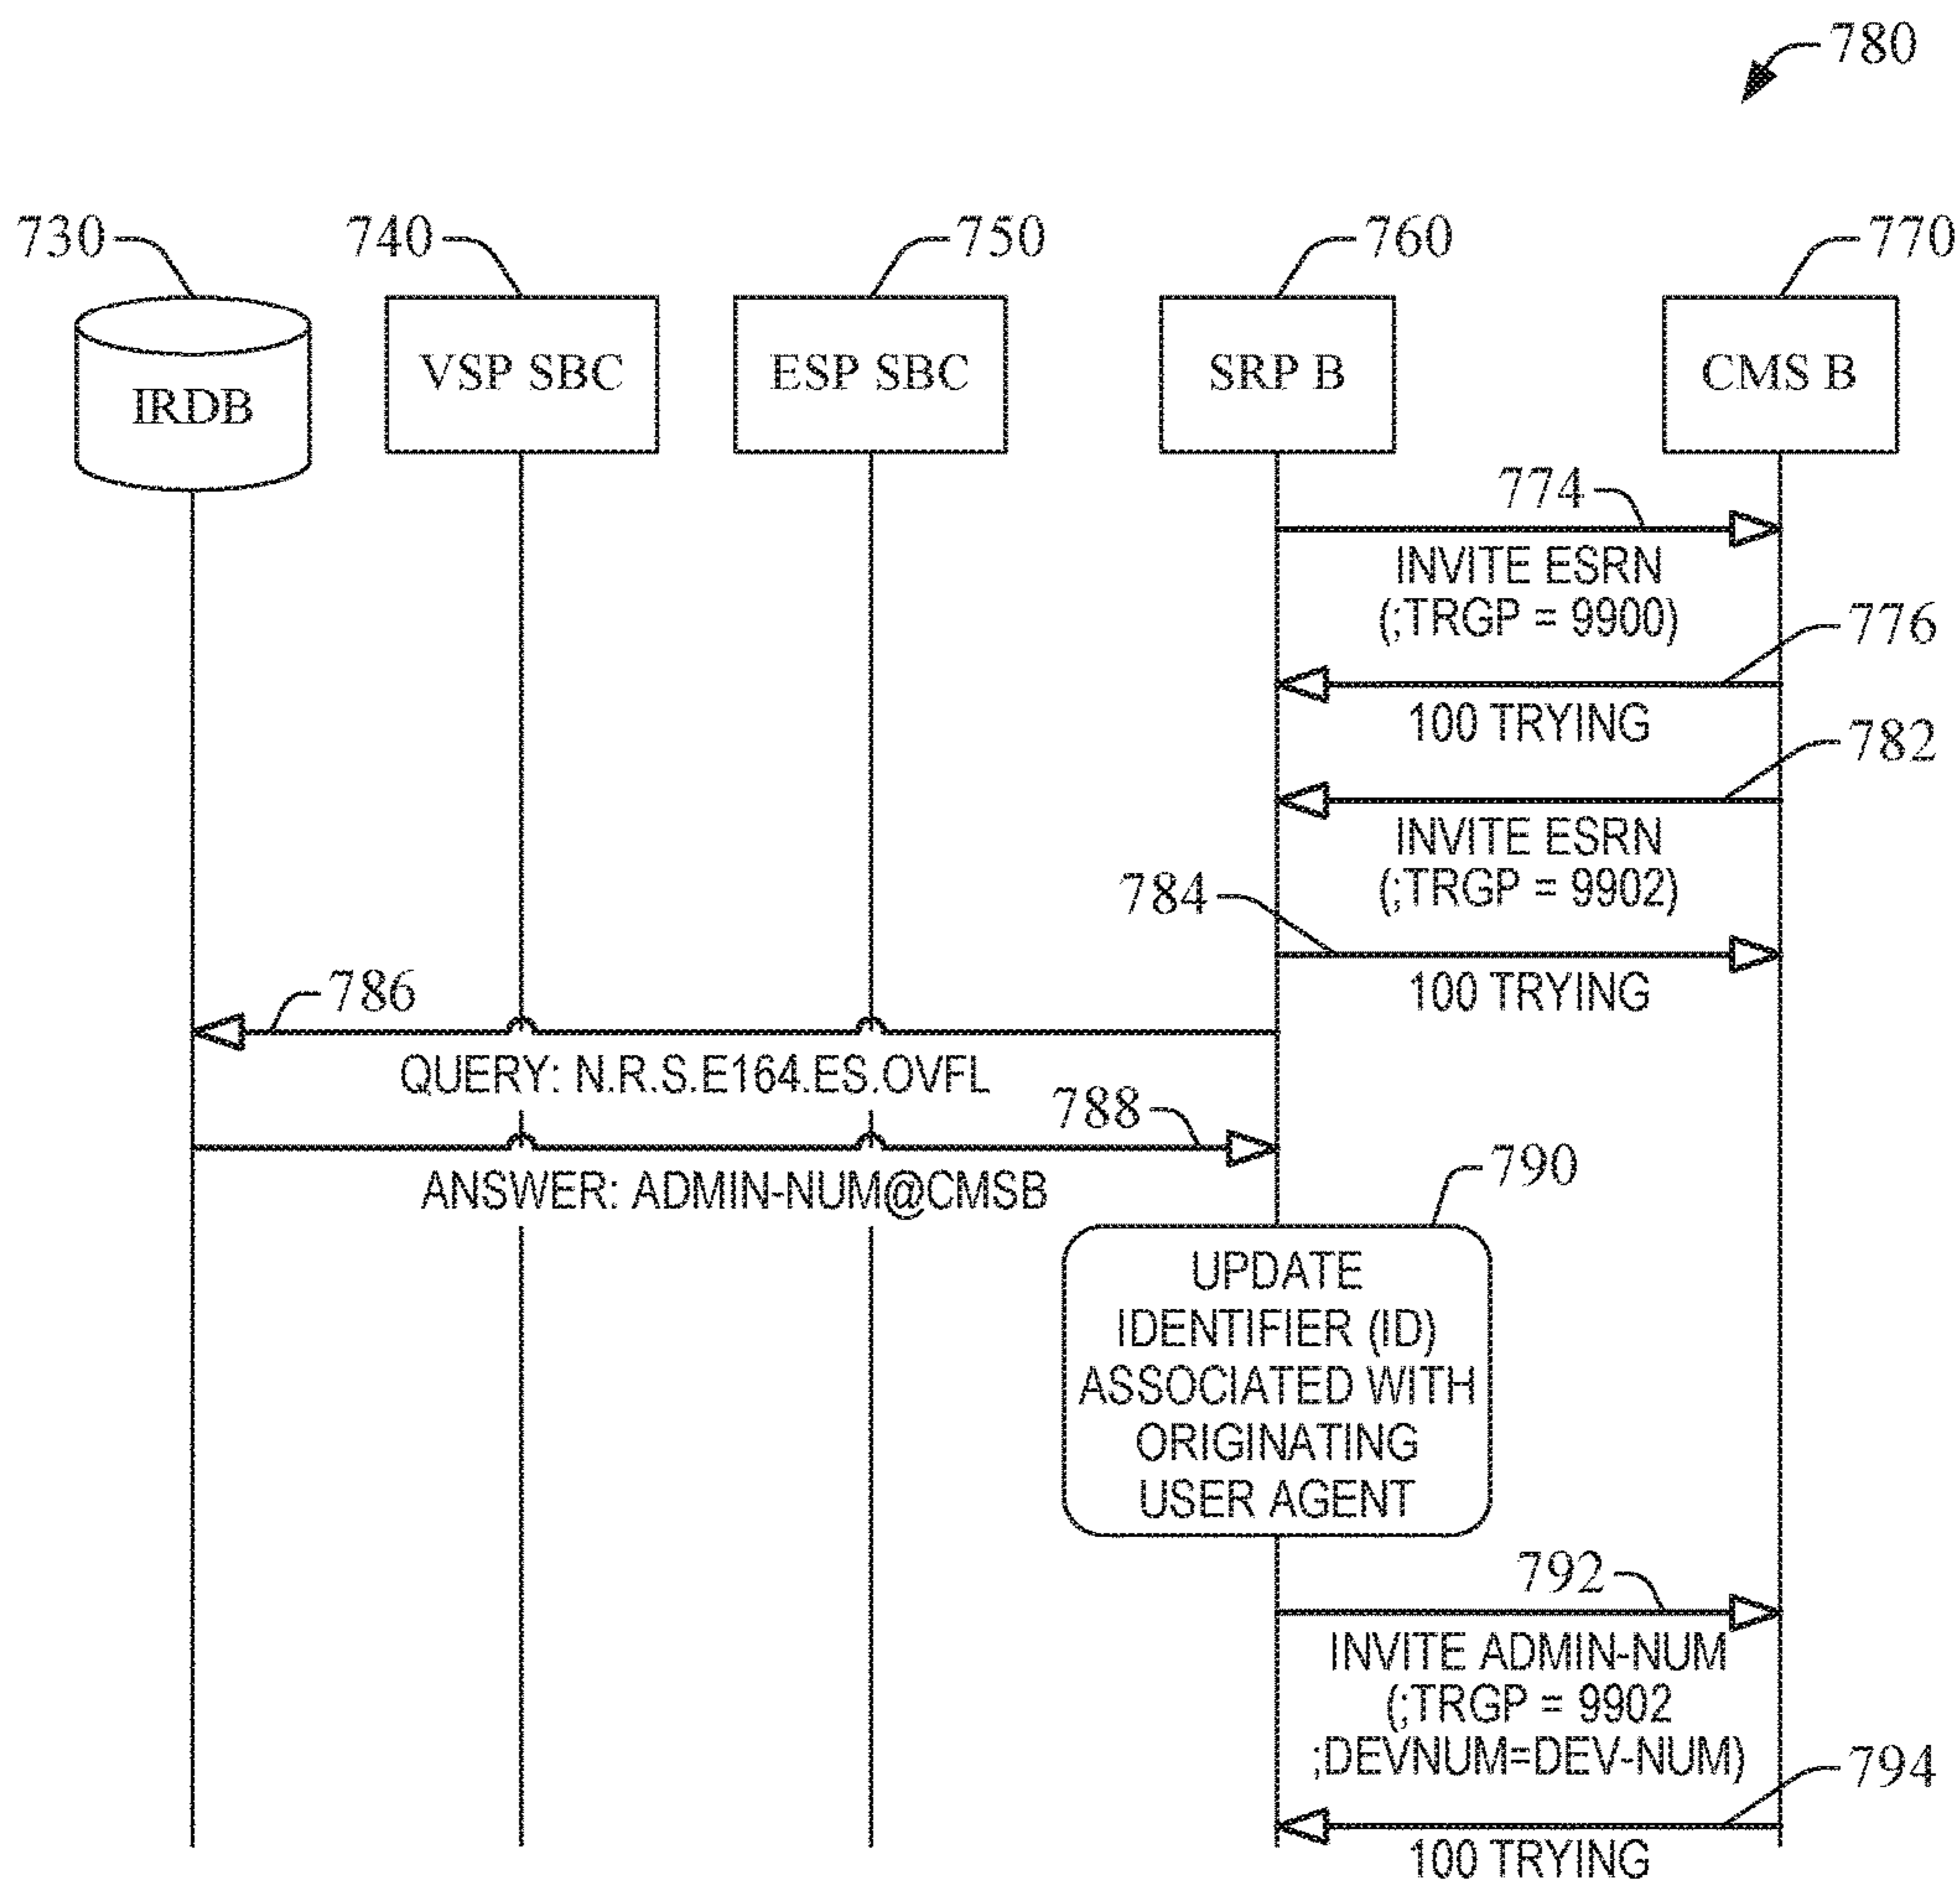 780
730
740
750
760
770
IRDB
VSP SBC
ESP SBC
SRP B
CMS B
774
INVITE ESRN
(;TRGP = 9900)
776
100 TRYING
782
INVITE ESRN
(;TRGP = 9902)
784
100 TRYING
786
QUERY: N.R.S.E164.ES.OVFL
788
ANSWER: ADMIN-NUM@CMSB
790
UPDATE
IDENTIFIER (ID)
ASSOCIATED WITH
ORIGINATING
USER AGENT
792
INVITE ADMIN-NUM
(;TRGP = 9902
;DEVNUM=DEV-NUM)
794
100 TRYING